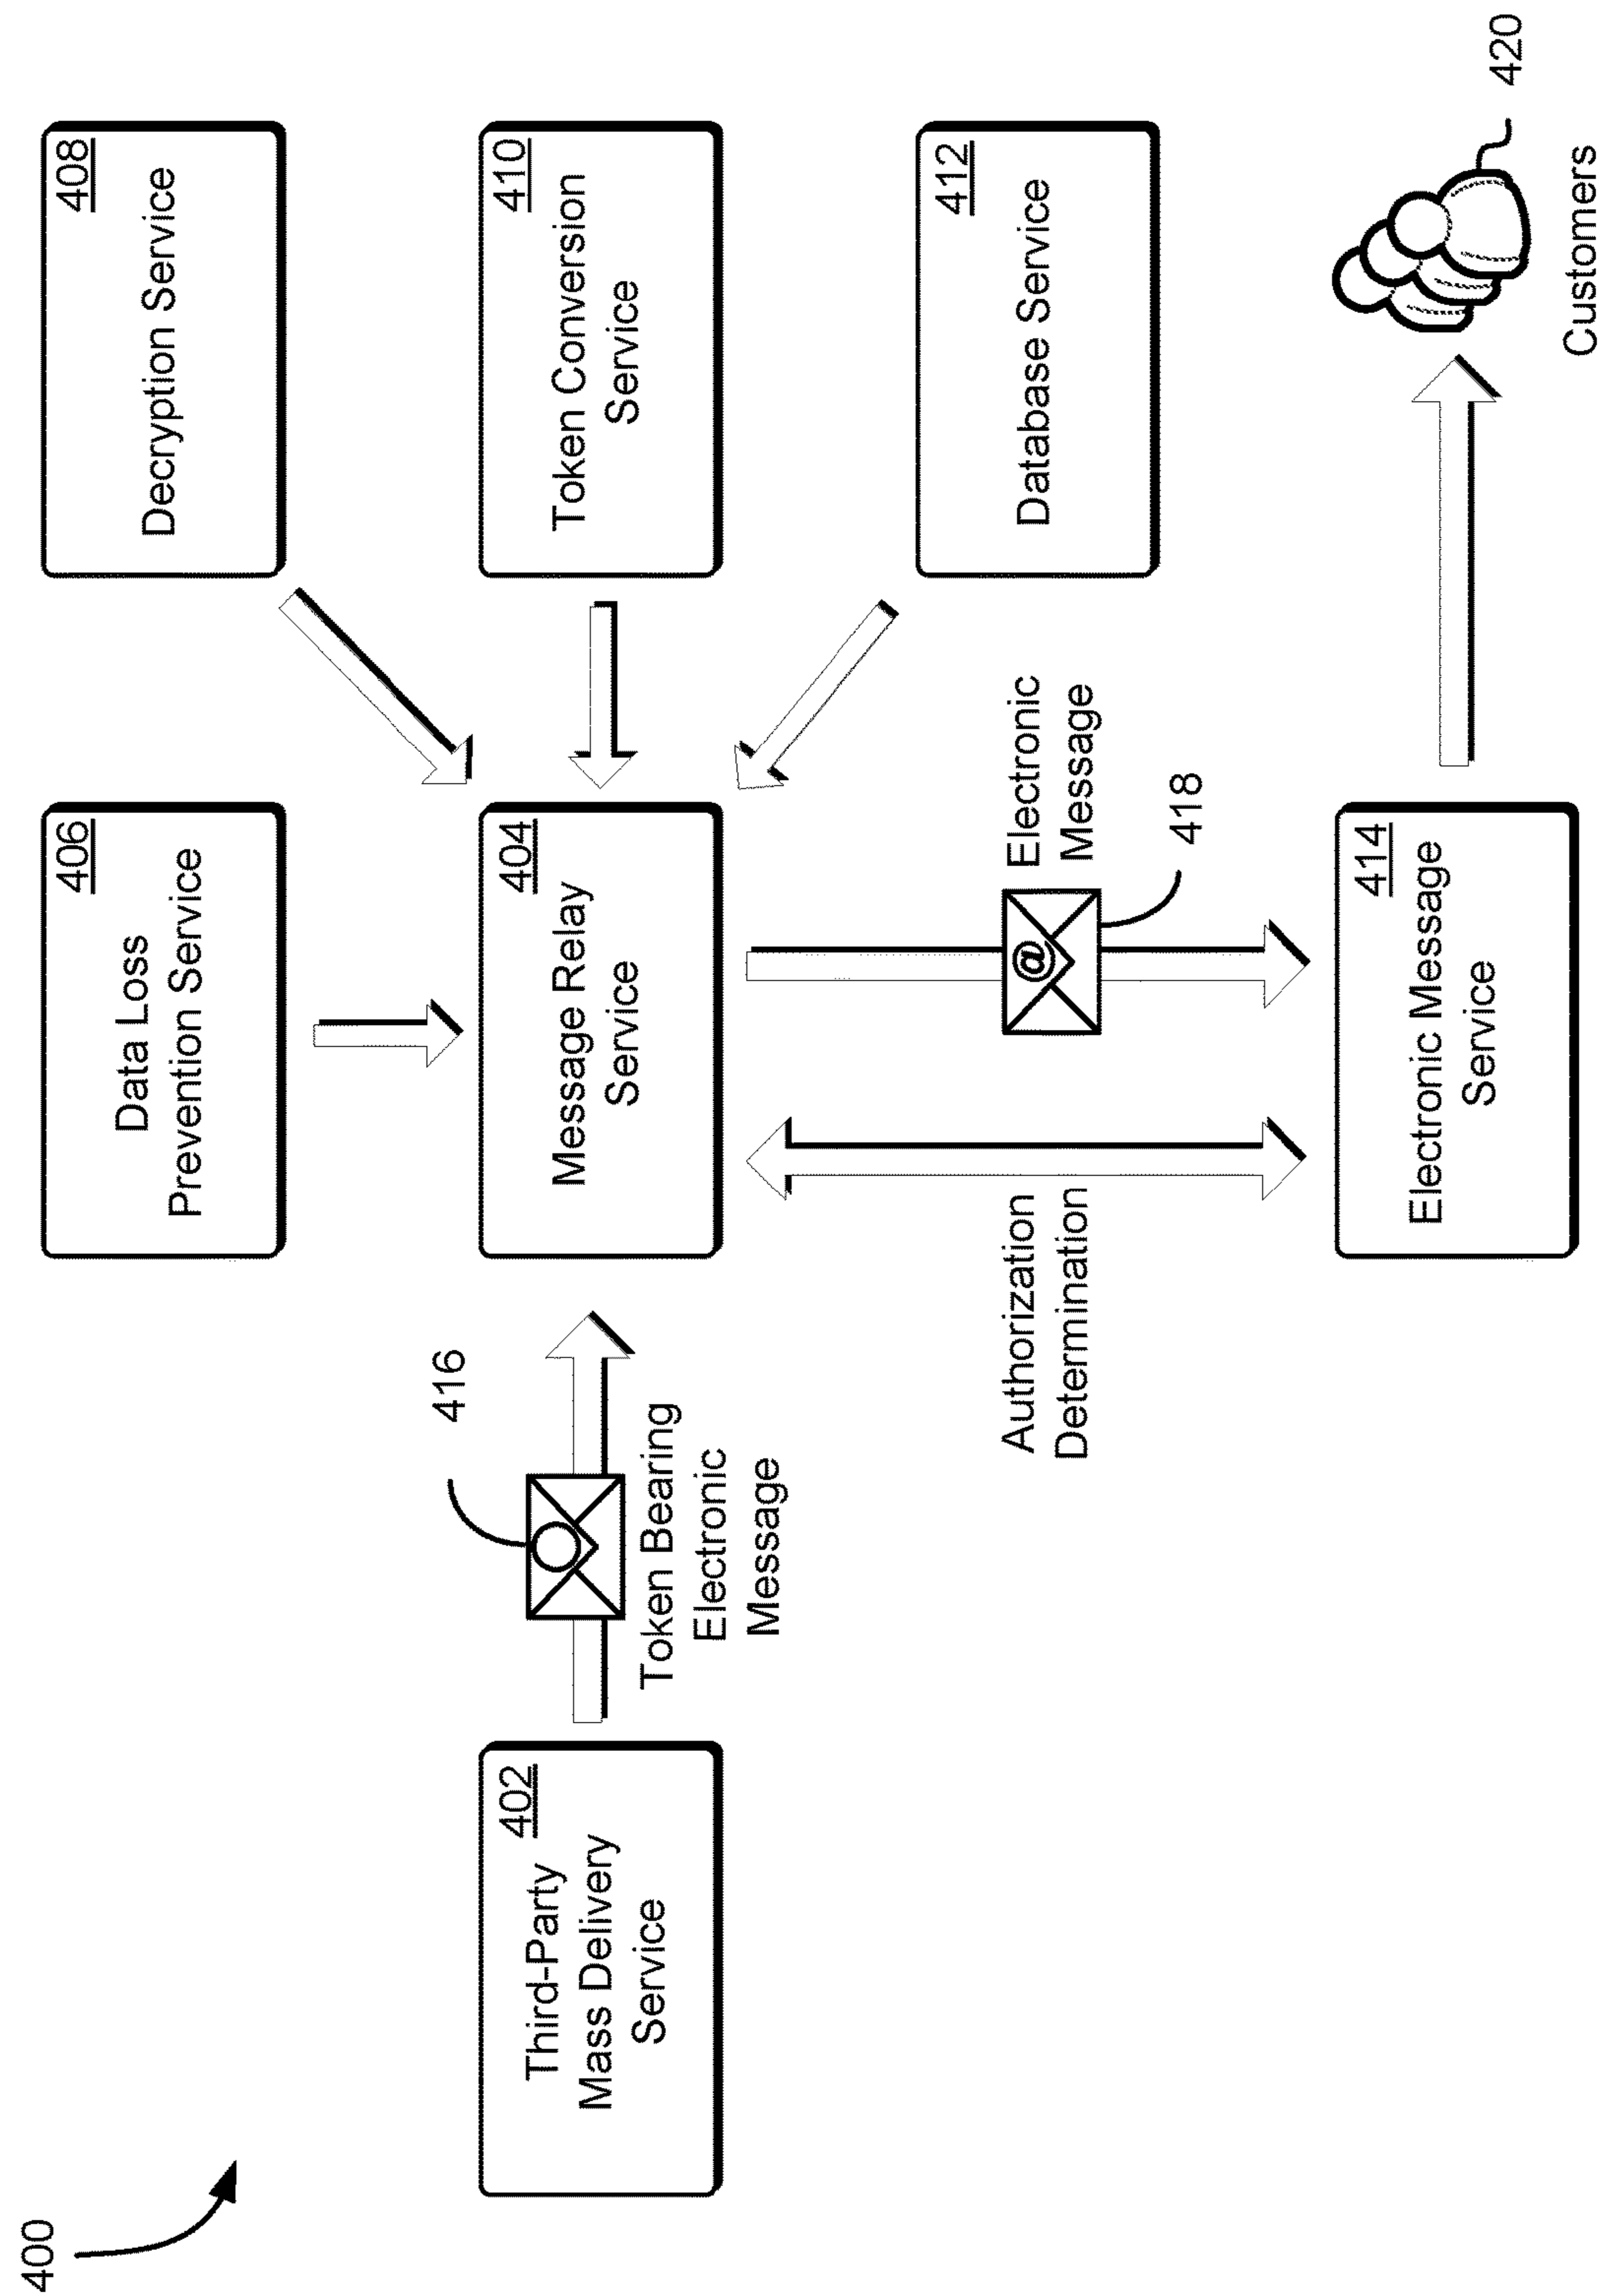 400
406
Data Loss
Prevention Service
408
Decryption Service
416
402
Third-Party
Mass Delivery
Service
Token Bearing
Electronic
Message
404
Message Relay
Service
410
Token Conversion
Service
Authorization
Determination
Electronic
Message
418
412
Database Service
414
Electronic Message
Service
420
Customers